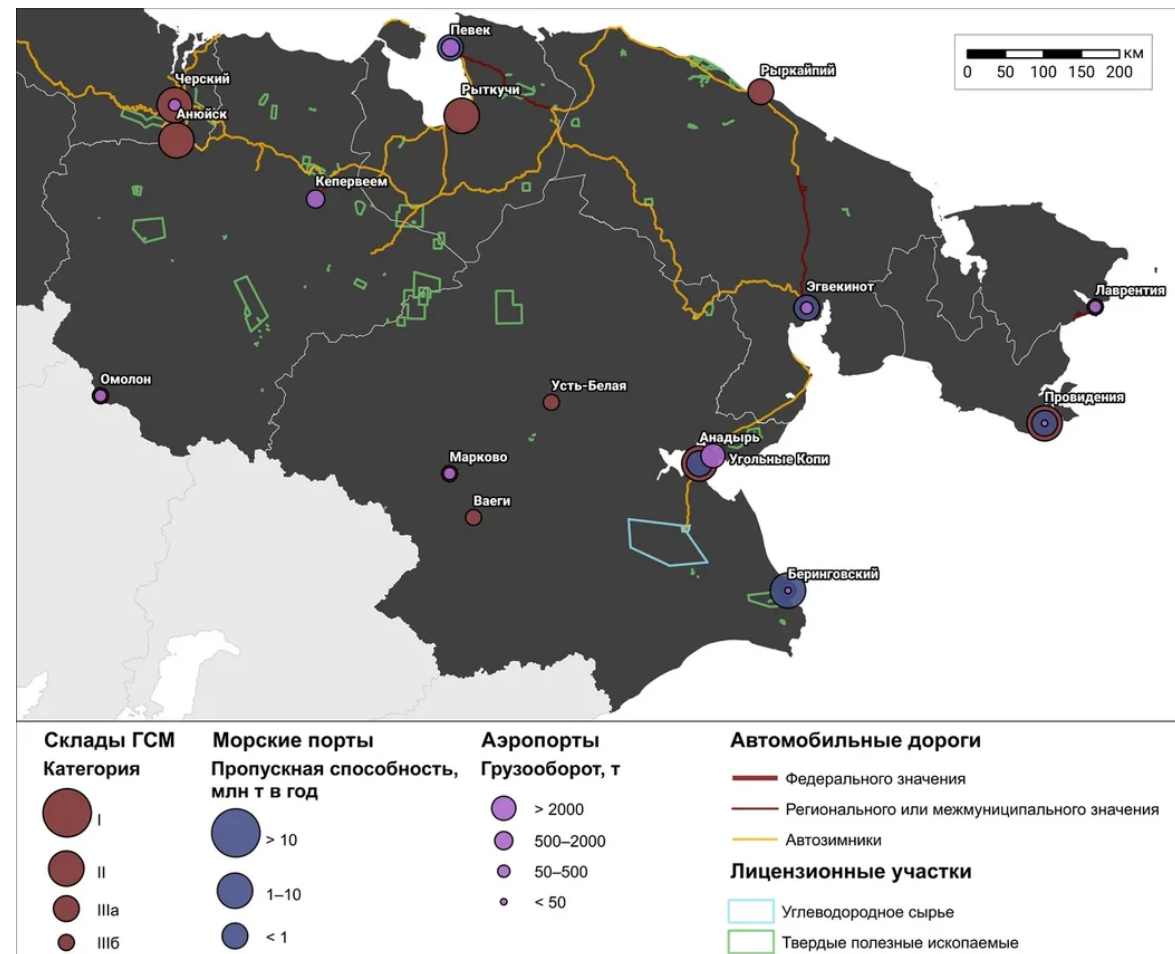 Певек
Черский
Рыркайпий
Рыткучи
Анюйск
Кепервеем
Эгвекинот
Лаврентия
Омолон
Усть-Белая
Провидения
Анадырь
Марково
Угольные Копи
Ваеги
Беринговский
КМ
0 50 100 150 200
Склады ГСМ
Категория
I
II
IIIа
IIIб
Морские порты
Пропускная способность,
млн т в год
> 10
1–10
< 1
Аэропорты
Грузооборот, т
> 2000
500–2000
50–500
< 50
Автомобильные дороги
Федерального значения
Регионального или межмуниципального значения
Автозимники
Лицензионные участки
Углеводородное сырье
Твердые полезные ископаемые